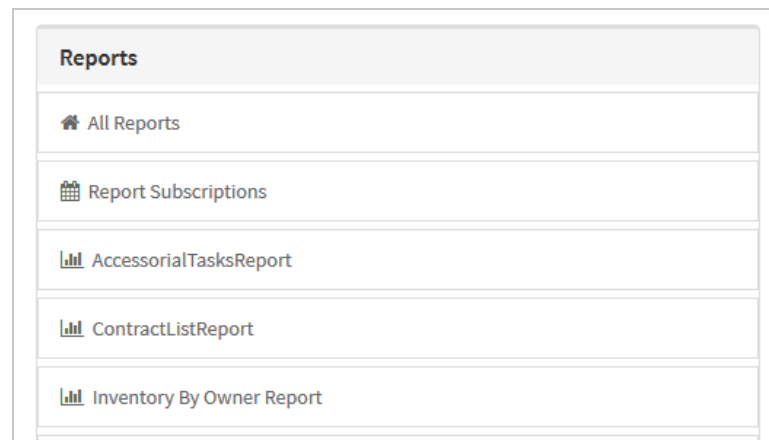 Reports
All Reports
Report Subscriptions
AccessorialTasksReport
ContractListReport
Inventory By Owner Report